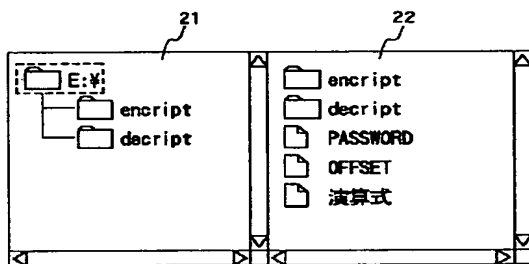 21
22
E:¥
encript
decript
encript
decript
PASSWORD
OFFSET
演算式